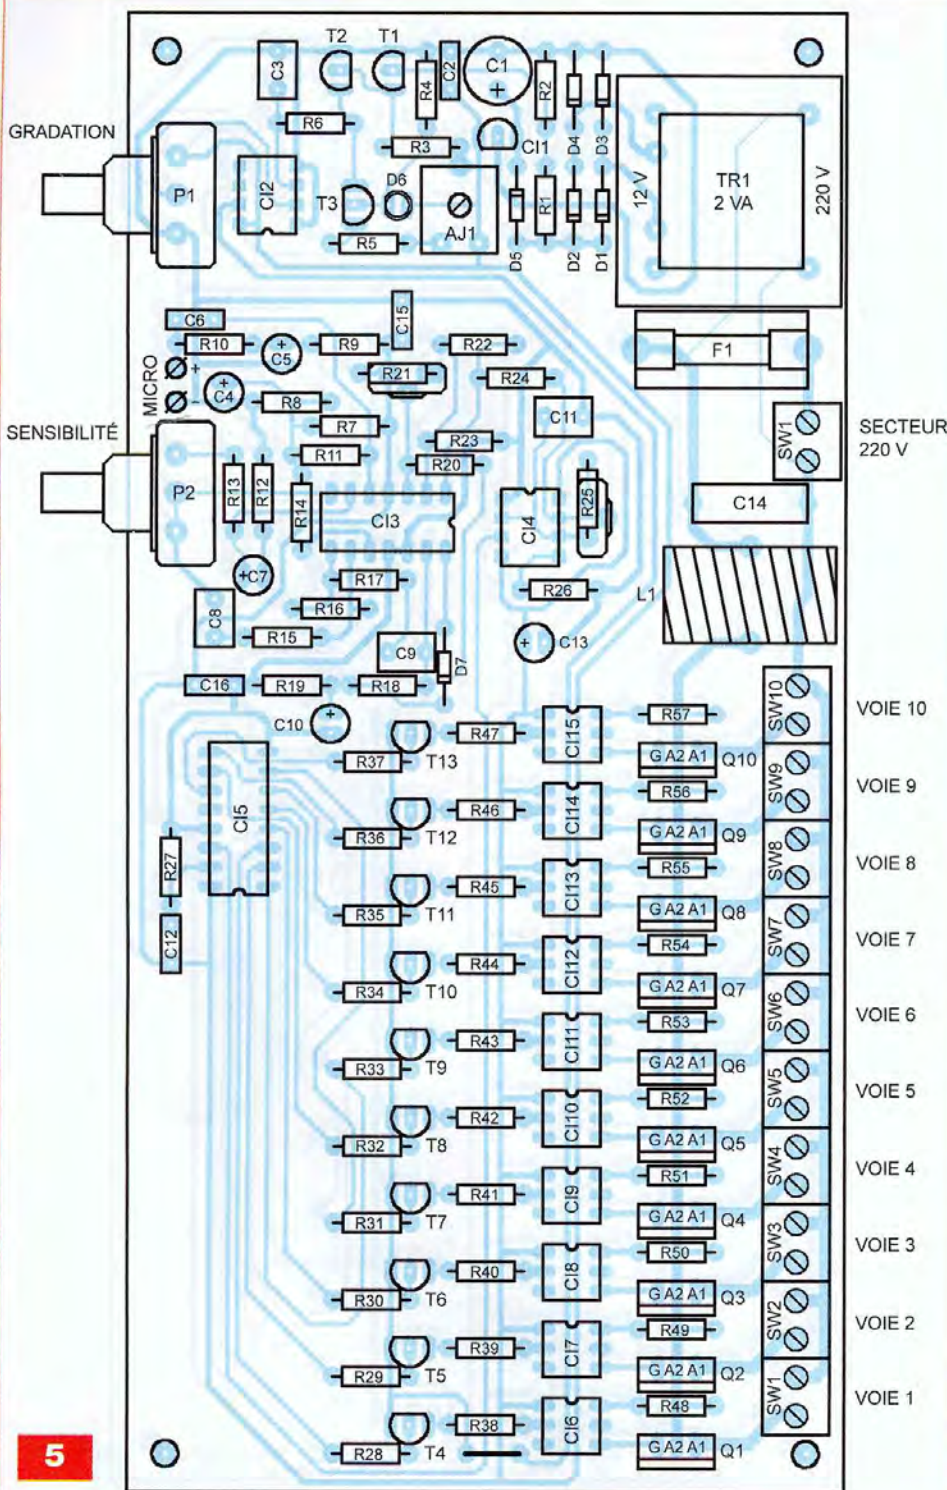 T2 T1
C3
R4
C2
C1
+
R2
D4
D3
R6
GRADATION
R3
CI1
P1
CI2
T3
D6
AJ1
D5
R1
D2
D1
12 V
TR1
2 VA
220 V
R5
C6
C15
R10
C5
+
R9
R22
F1
MICRO
+
-
C4
+
R21
R24
R8
C11
SENSIBILITÉ
R7
SW1
SECTEUR
220 V
R11
R23
R20
P2
R13
R12
R14
CI3
CI4
R25
C14
+
C7
R17
R26
L1
C8
R16
R15
C9
D7
+
C13
C16
R19
R18
C10
+
R57
SW10
VOIE 10
R47
CI15
R37
T13
G A2 A1
Q10
CI5
R56
SW9
VOIE 9
R46
CI14
R36
T12
G A2 A1
Q9
R27
R55
SW8
VOIE 8
R45
CI13
R35
T11
G A2 A1
Q8
C12
R54
SW7
VOIE 7
R44
CI12
R34
T10
G A2 A1
Q7
R53
SW6
VOIE 6
R43
CI11
R33
T9
G A2 A1
Q6
R52
SW5
VOIE 5
R42
CI10
R32
T8
G A2 A1
Q5
R51
SW4
VOIE 4
R41
CI9
R31
T7
G A2 A1
Q4
R50
SW3
VOIE 3
R40
CI8
R30
T6
G A2 A1
Q3
R49
SW2
VOIE 2
R39
CI7
R29
T5
G A2 A1
Q2
R48
SW1
VOIE 1
R38
CI6
R28
T4
G A2 A1
Q1
5